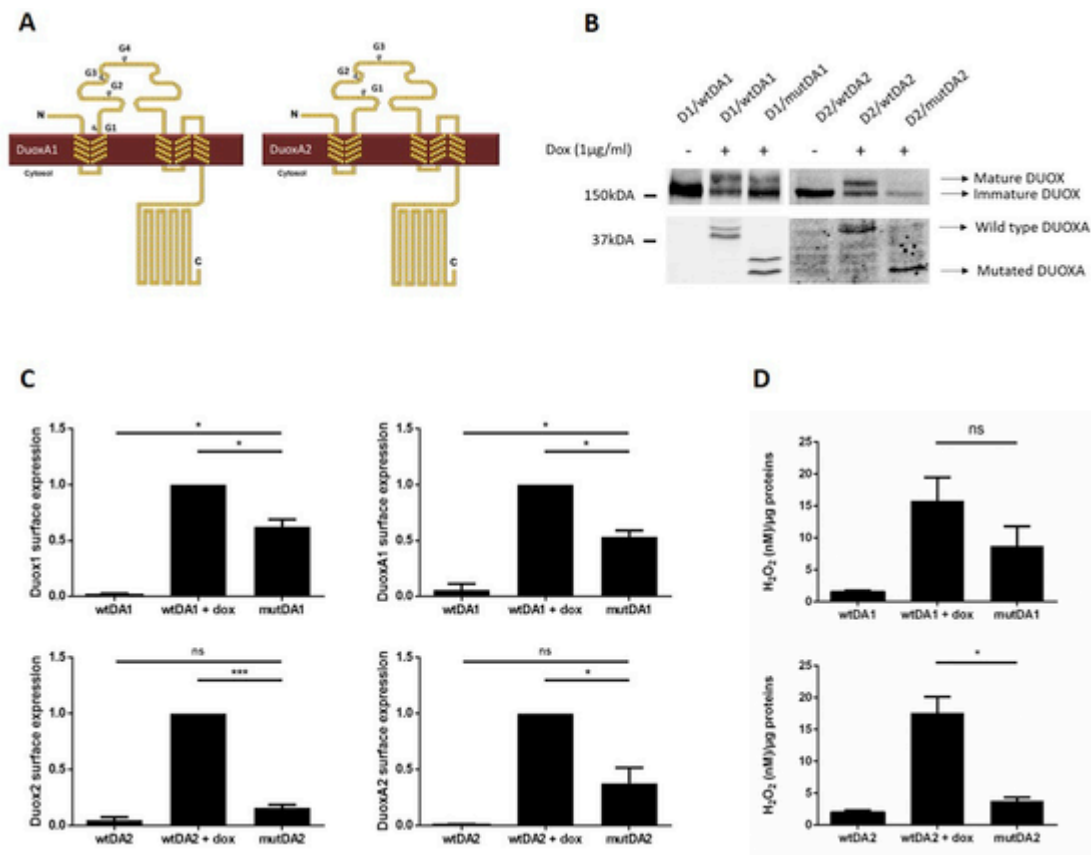 A
G4
G3
G2
N
G1
DuoxA1
Cytosol
C
G3
G2
G1
N
DuoxA2
Cytosol
C
B
D1/wtDA1
D1/wtDA1
D1/mutDA1
D2/wtDA2
D2/wtDA2
D2/mutDA2
Dox (1µg/ml) - + + - + +
150kDA
37kDA
Mature DUOX
Immature DUOX
Wild type DUOXA
Mutated DUOXA
C
Duox1 surface expression
1.5
1.0
0.5
0.0
*
*
wtDA1 wtDA1 + dox mutDA1
DuoxA1 surface expression
1.5
1.0
0.5
0.0
*
*
wtDA1 wtDA1 + dox mutDA1
Duox2 surface expression
1.5
1.0
0.5
0.0
ns
***
wtDA2 wtDA2 + dox mutDA2
DuoxA2 surface expression
1.5
1.0
0.5
0.0
ns
*
wtDA2 wtDA2 + dox mutDA2
D
H₂O₂ (nM)/µg proteins
25
20
15
10
5
0
ns
wtDA1 wtDA1 + dox mutDA1
H₂O₂ (nM)/µg proteins
25
20
15
10
5
0
*
wtDA2 wtDA2 + dox mutDA2